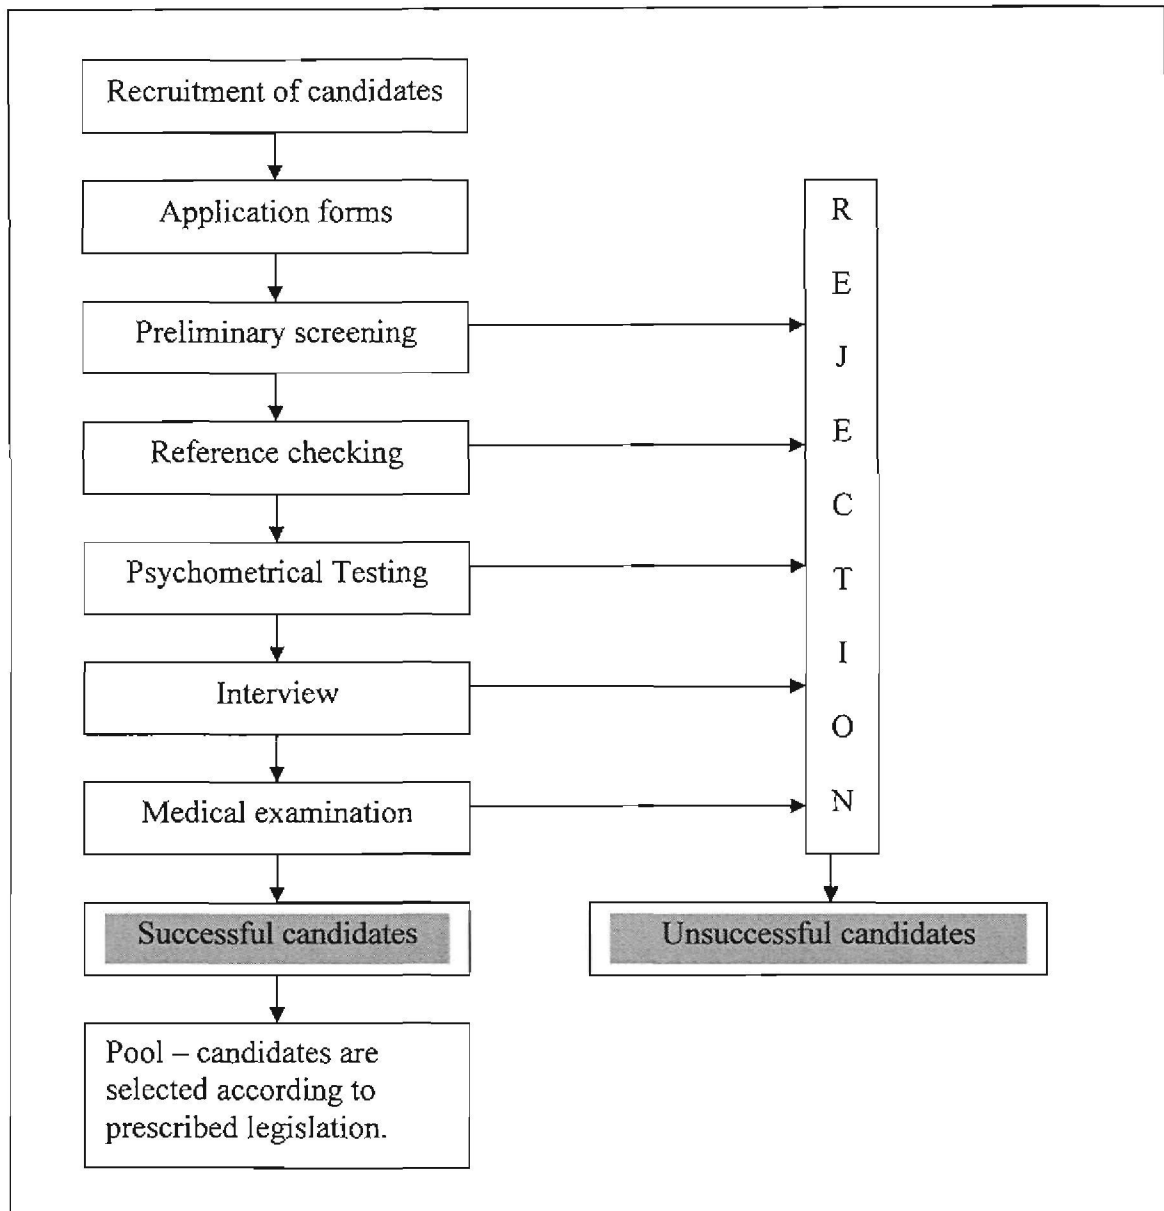 Recruitment of candidates
Application forms
Preliminary screening
Reference checking
Psychometrical Testing
Interview
Medical examination
Successful candidates
Pool – candidates are
selected according to
prescribed legislation.
R
E
J
E
C
T
I
O
N
Unsuccessful candidates